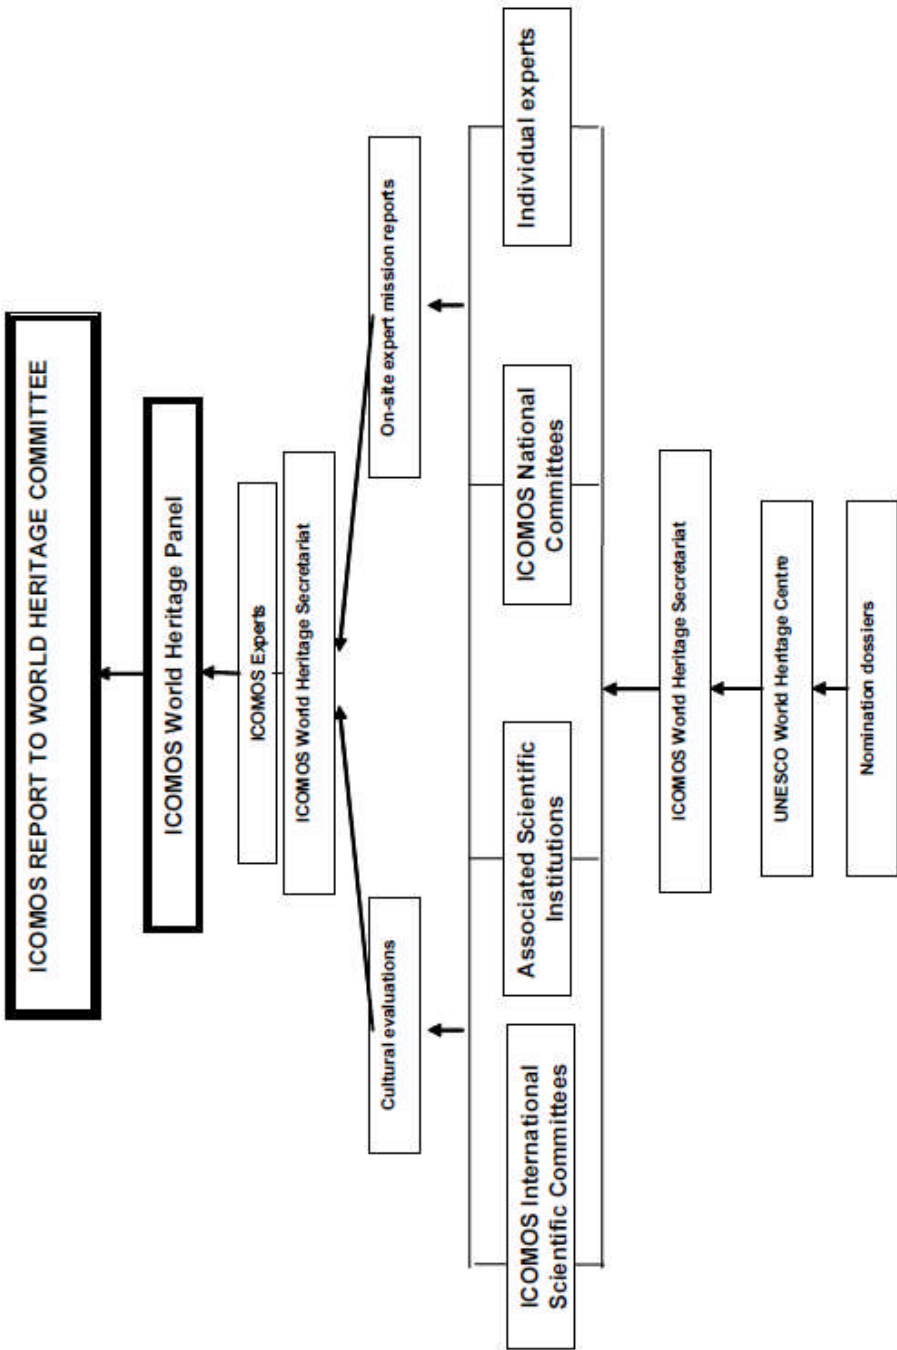 ICOMOS REPORT TO WORLD HERITAGE COMMITTEE
ICOMOS World Heritage Panel
ICOMOS Experts
ICOMOS World Heritage Secretariat
Cultural evaluations
On-site expert mission reports
ICOMOS International
Scientific Committees
Associated Scientific
Institutions
ICOMOS National
Committees
Individual experts
ICOMOS World Heritage Secretariat
UNESCO World Heritage Centre
Nomination dossiers